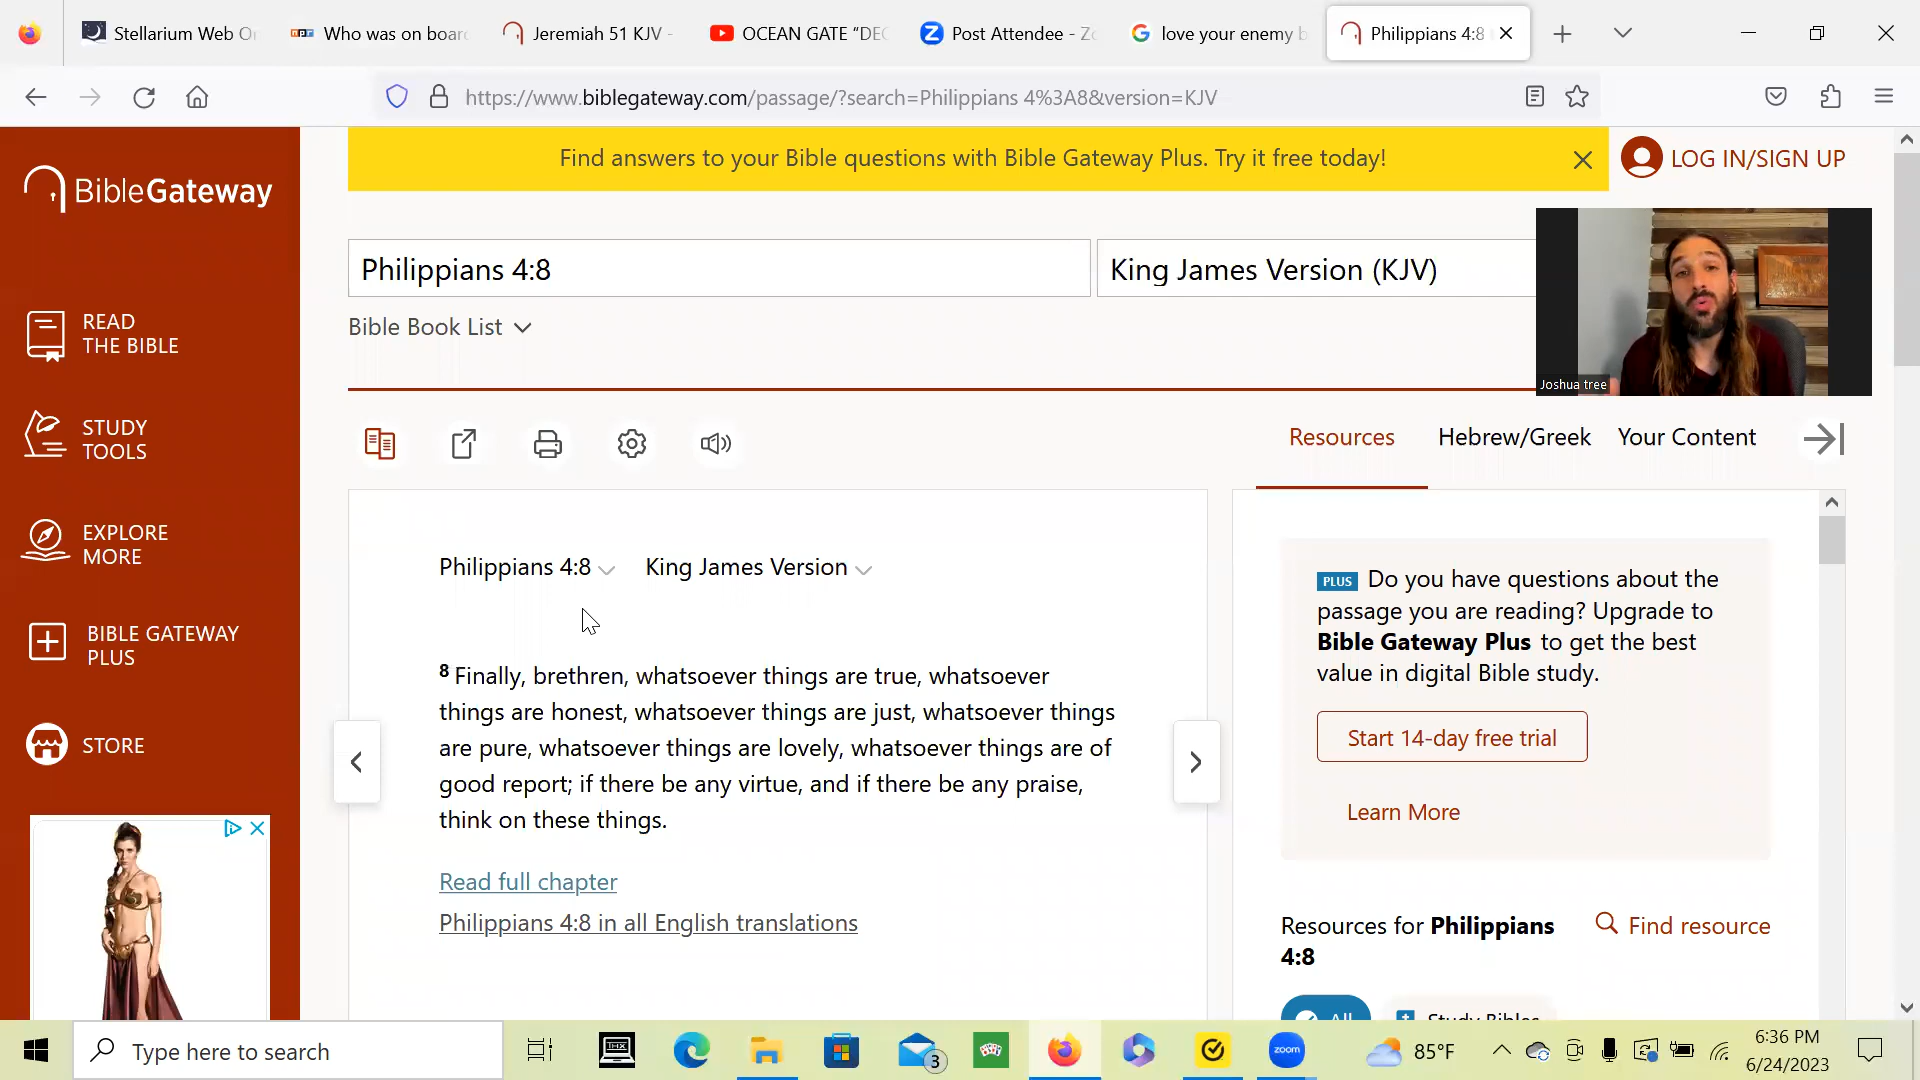 Stellarium Web O
npr Who was on boar
Jeremiah 51 KJV -
OCEAN GATE "DEC
Post Attendee - Zo
love your enemy b
Philippians 4:8
https://www.biblegateway.com/passage/?search=Philippians 4%3A8&version=KJV
BibleGateway
Find answers to your Bible questions with Bible Gateway Plus. Try it free today!
LOG IN/SIGN UP
Philippians 4:8
King James Version (KJV)
Bible Book List
Joshua tree
READ
THE BIBLE
STUDY
TOOLS
EXPLORE
MORE
BIBLE GATEWAY
PLUS
STORE
Resources
Hebrew/Greek
Your Content
Philippians 4:8
King James Version
8 Finally, brethren, whatsoever things are true, whatsoever
things are honest, whatsoever things are just, whatsoever things
are pure, whatsoever things are lovely, whatsoever things are of
good report; if there be any virtue, and if there be any praise,
think on these things.
Read full chapter
Philippians 4:8 in all English translations
PLUS Do you have questions about the
passage you are reading? Upgrade to
Bible Gateway Plus to get the best
value in digital Bible study.
Start 14-day free trial
Learn More
Resources for Philippians
4:8
Find resource
All
Study Bibles
Type here to search
THX
3
zoom
85°F
6:36 PM
6/24/2023